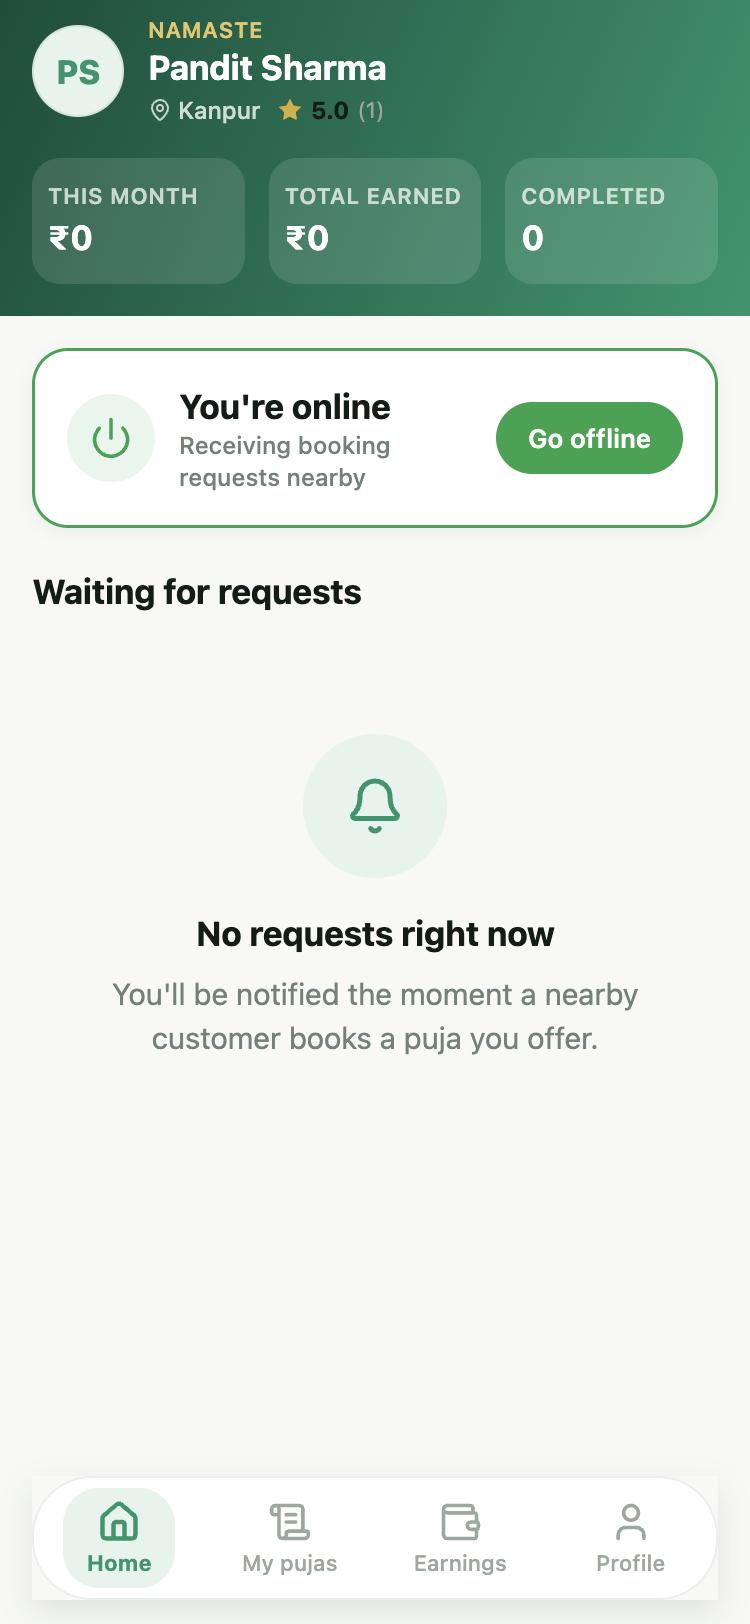 NAMASTE
PS
Pandit Sharma
Kanpur 5.0 (1)
THIS MONTH
₹0
TOTAL EARNED
₹0
COMPLETED
0
You're online
Receiving booking
requests nearby
Go offline
Waiting for requests
No requests right now
You'll be notified the moment a nearby
customer books a puja you offer.
Home
My pujas
Earnings
Profile